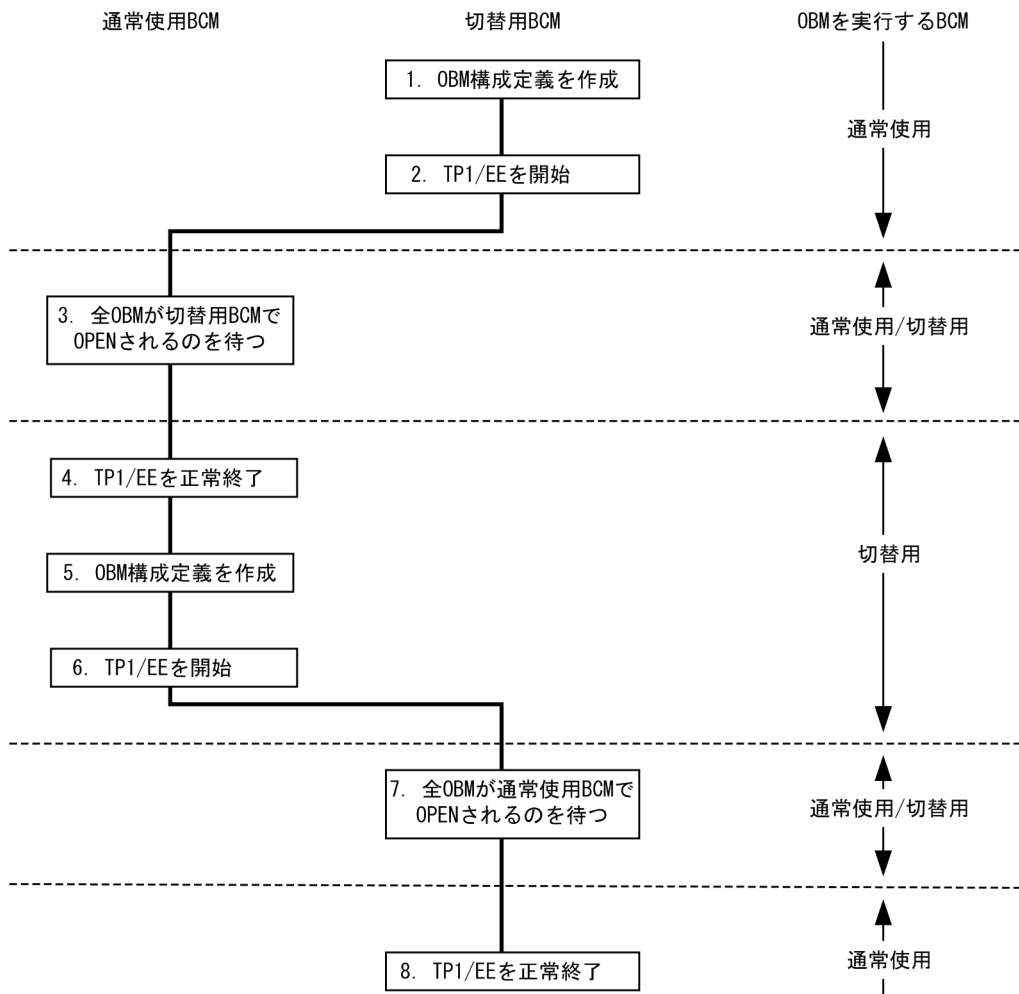 通常使用BCM
切替用BCM
OBMを実行するBCM
1. OBM構成定義を作成
通常使用
2. TP1/EEを開始
3. 全OBMが切替用BCMで
OPENされるのを待つ
通常使用/切替用
4. TP1/EEを正常終了
切替用
5. OBM構成定義を作成
6. TP1/EEを開始
7. 全OBMが通常使用BCMで
OPENされるのを待つ
通常使用/切替用
8. TP1/EEを正常終了
通常使用